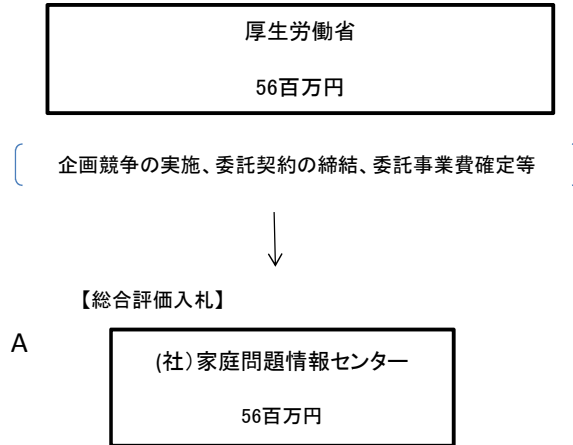 厚生労働省
56百万円
企画競争の実施、委託契約の締結、委託事業費確定等
【総合評価入札】
A
(社)家庭問題情報センター
56百万円